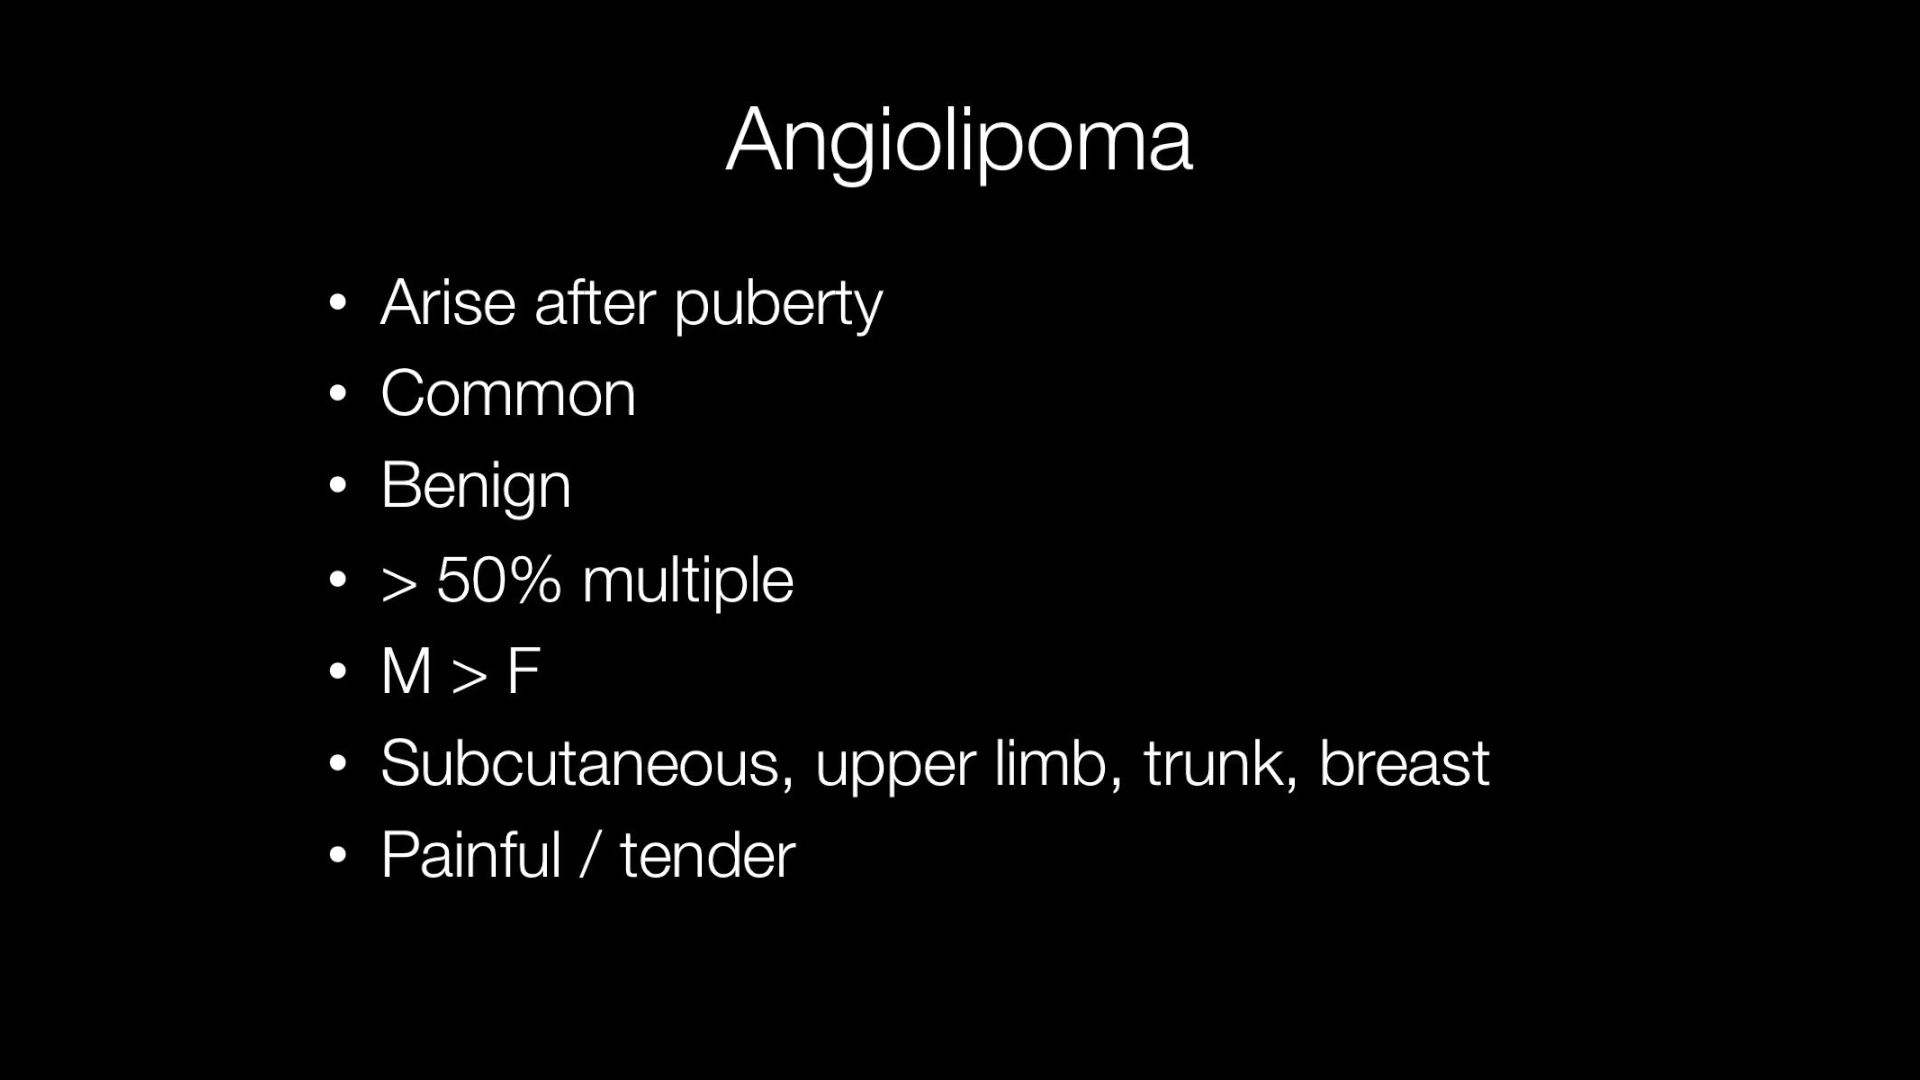 Angiolipoma
• Arise after puberty
• Common
• Benign
• > 50% multiple
• M > F
• Subcutaneous, upper limb, trunk, breast
• Painful / tender